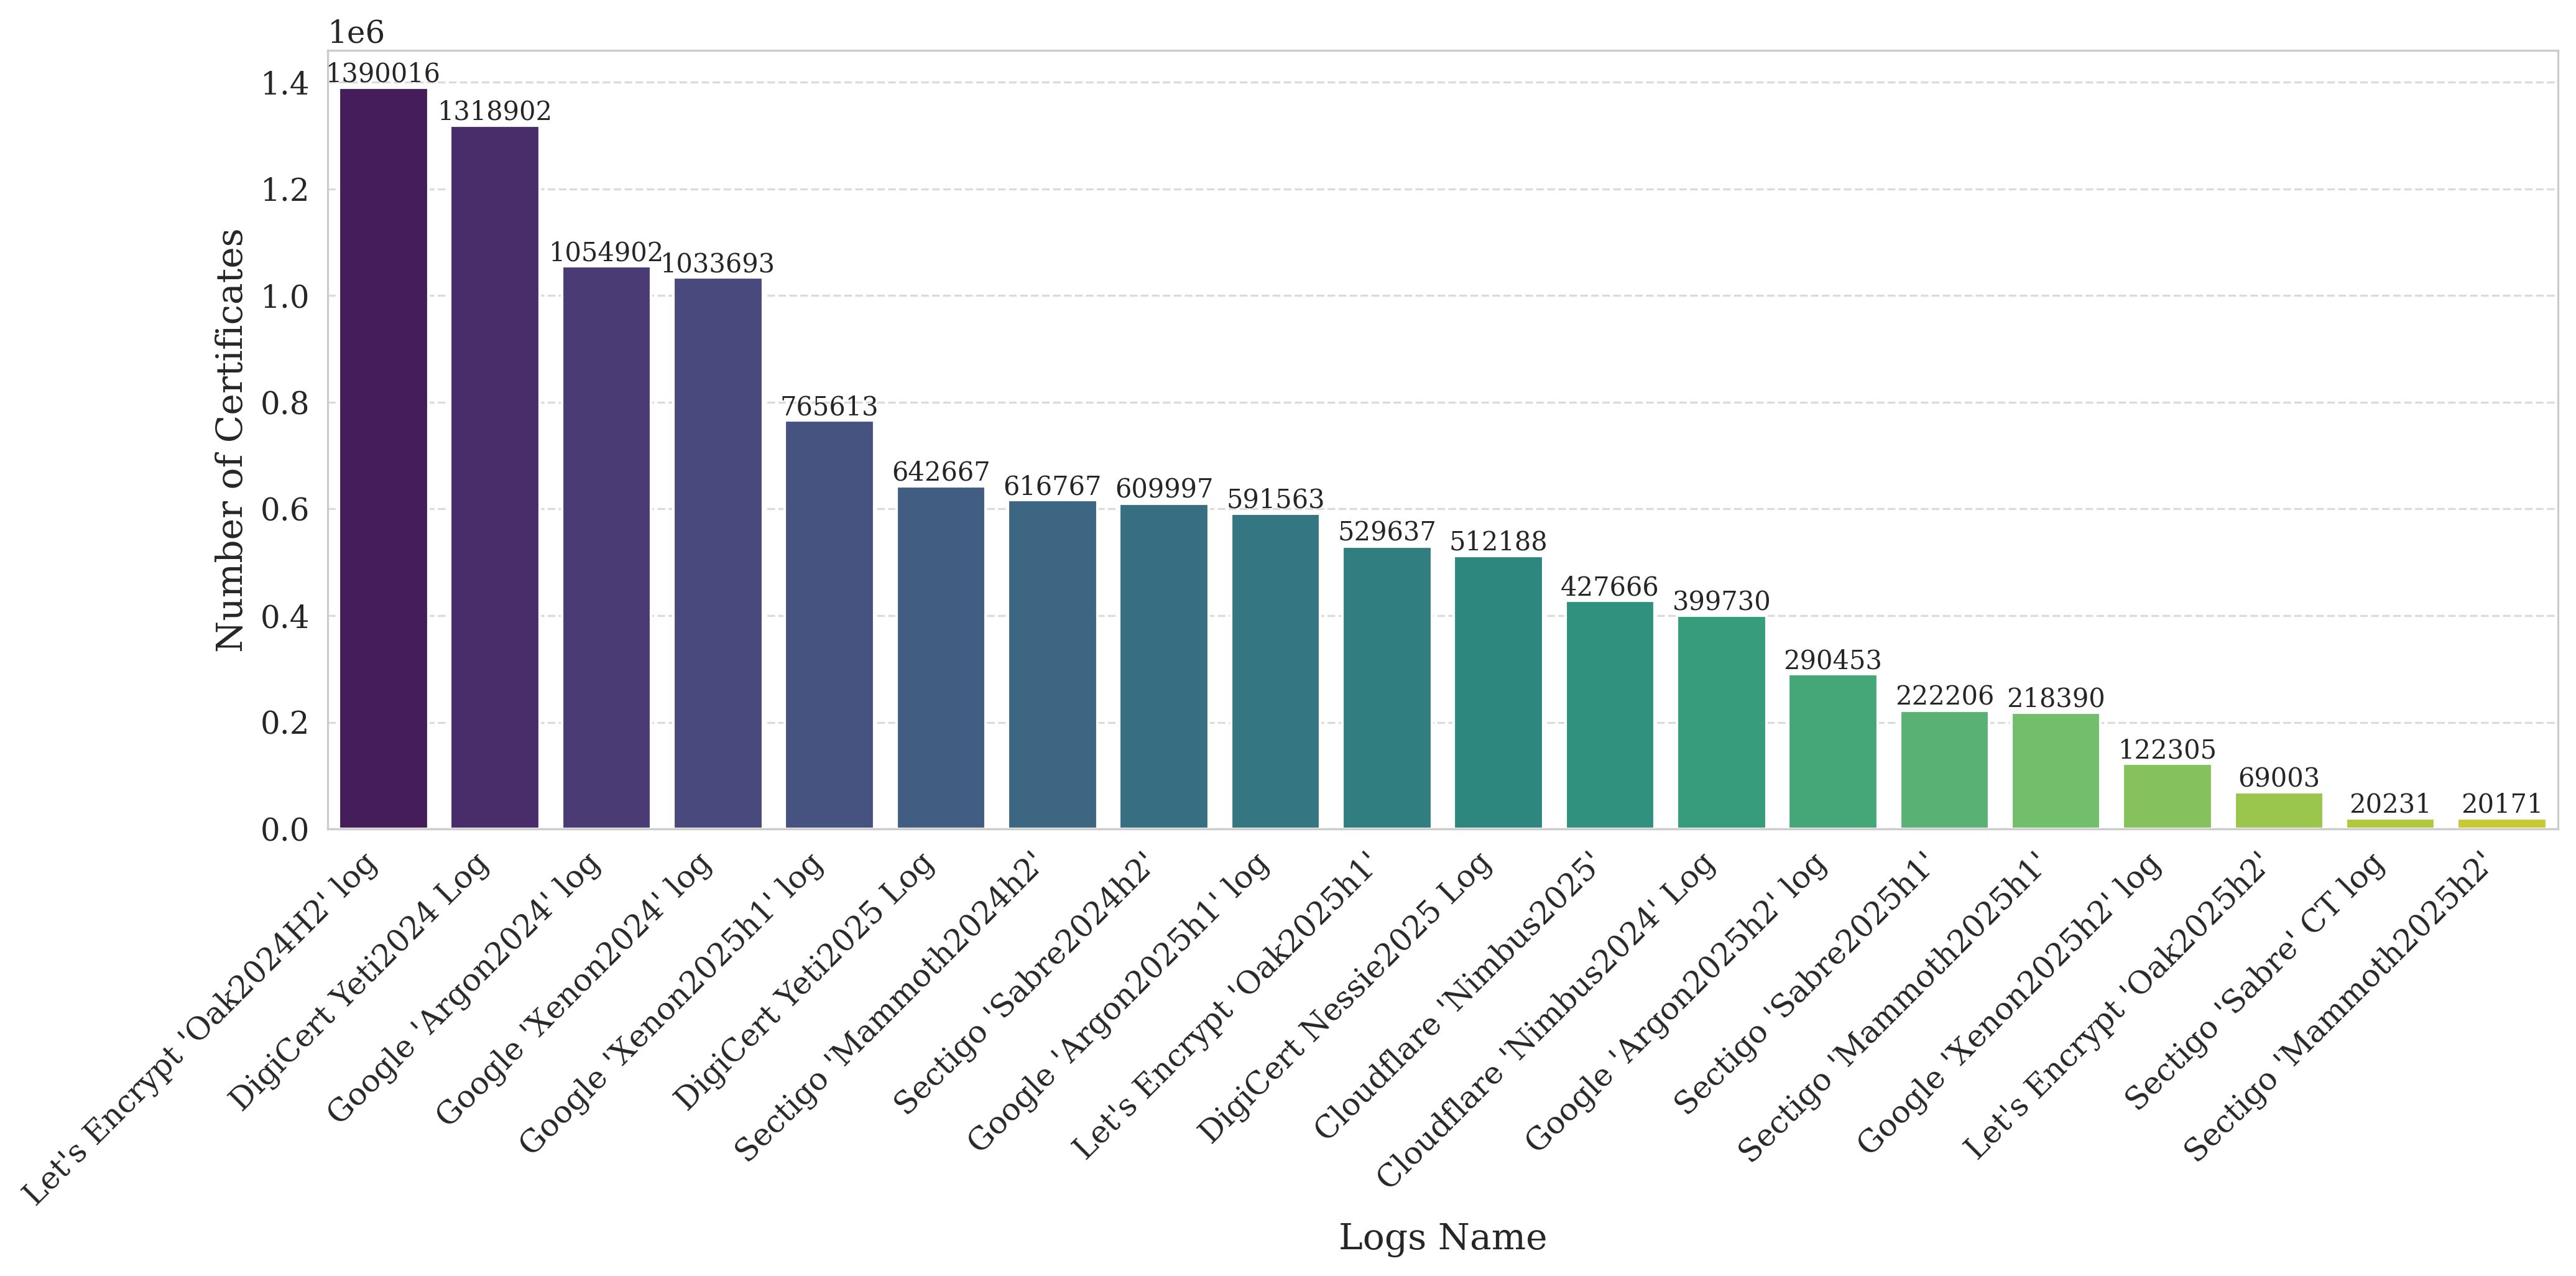 1e6
1390016
1318902
1054902
1033693
765613
642667
616767
609997
591563
529637
512188
427666
399730
290453
222206
218390
122305
69003
20231
20171
1.4
1.2
1.0
0.8
0.6
0.4
0.2
0.0
Number of Certificates
Let's Encrypt 'Oak2024H2' log
DigiCert Yeti2024 Log
Google 'Argon2024' log
Google 'Xenon2024' log
Google 'Xenon2025h1' log
DigiCert Yeti2025 Log
Sectigo 'Mammoth2024h2'
Sectigo 'Sabre2024h2'
Google 'Argon2025h1' log
Let's Encrypt 'Oak2025h1'
DigiCert Nessie2025 Log
Cloudflare 'Nimbus2025'
Cloudflare 'Nimbus2024' Log
Google 'Argon2025h2' log
Sectigo 'Sabre2025h1'
Sectigo 'Mammoth2025h1'
Google 'Xenon2025h2' log
Let's Encrypt 'Oak2025h2'
Sectigo 'Sabre' CT log
Sectigo 'Mammoth2025h2'
Logs Name